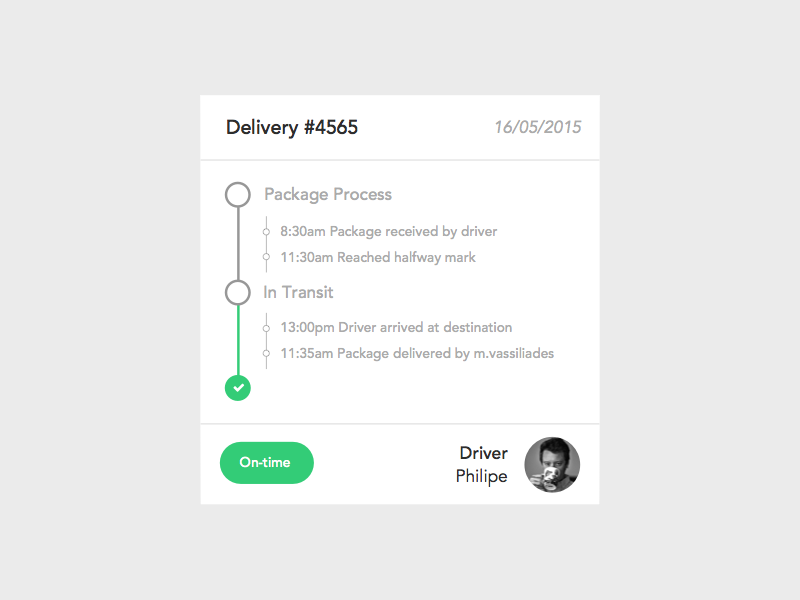 Delivery #4565
16/05/2015
Package Process
8:30am Package received by driver
11:30am Reached halfway mark
In Transit
13:00pm Driver arrived at destination
11:35am Package delivered by m.vassiliades
On-time
Driver
Philipe